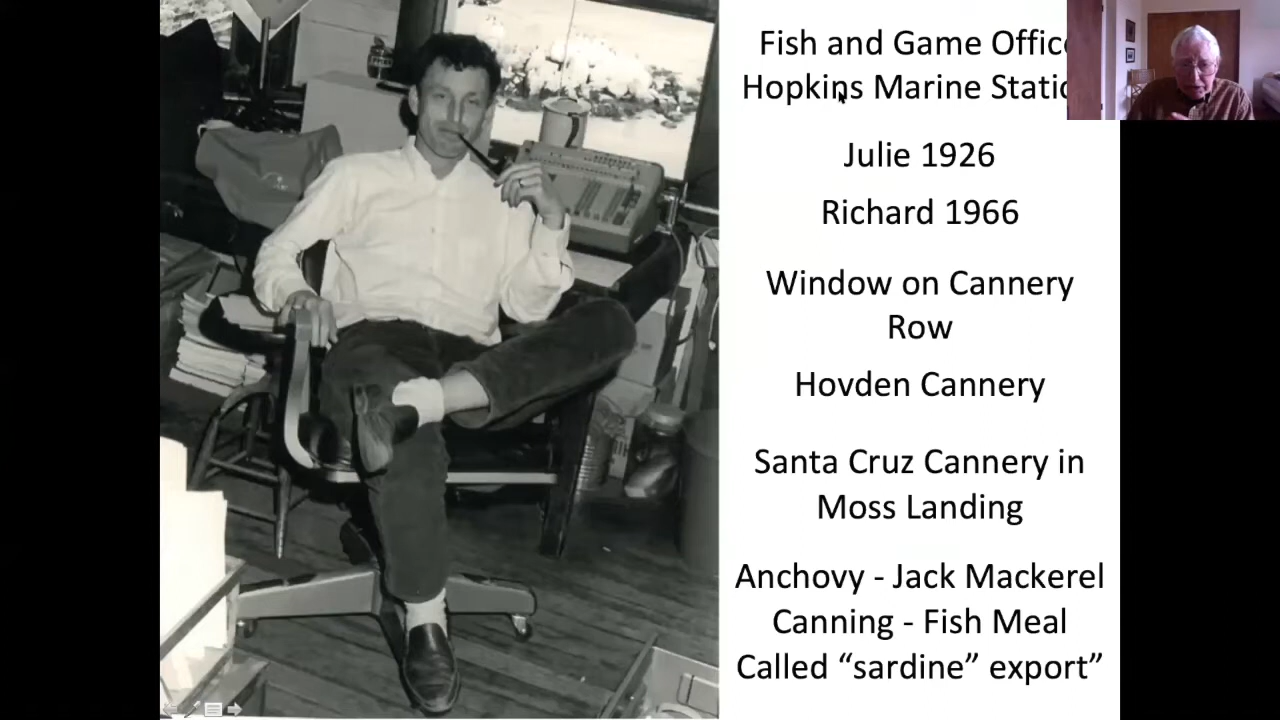 Fish and Game Offic
Hopkins Marine Statio
Julie 1926
Richard 1966
Window on Cannery
Row
Hovden Cannery
Santa Cruz Cannery in
Moss Landing
Anchovy - Jack Mackerel
Canning - Fish Meal
Called “sardine” export”